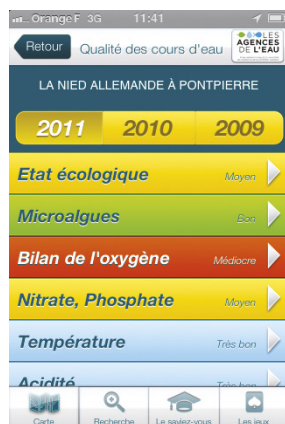 Orange F 3G 11:41
Retour Qualité des cours d'eau LES AGENCES DE L'EAU
LA NIED ALLEMANDE À PONTPIERRE
2011 2010 2009
Etat écologique Moyen
Microalgues Bon
Bilan de l'oxygène Médiocre
Nitrate, Phosphate Moyen
Température Très bon
Acidité Très bon
Carte Recherche Le saviez-vous Les jeux